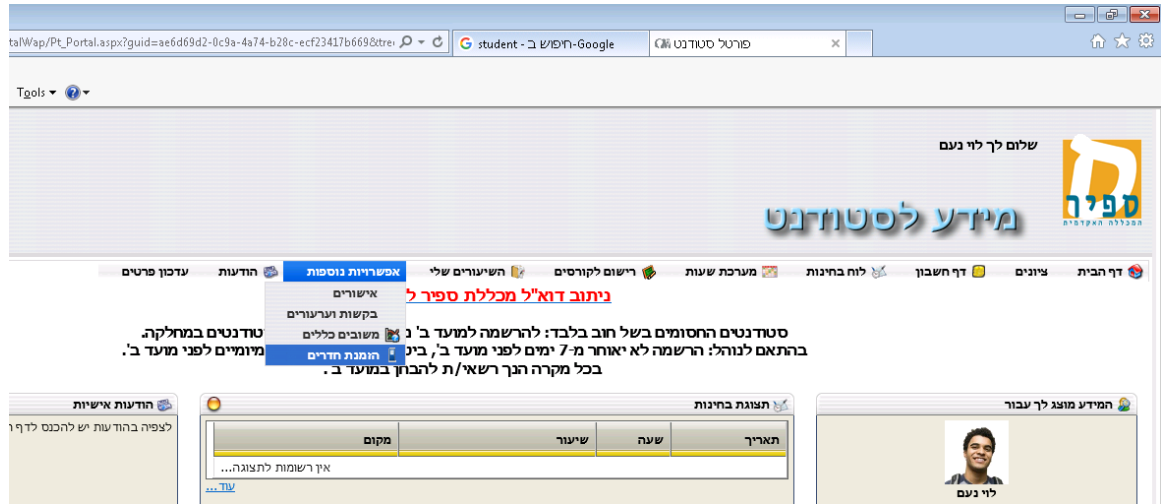 talWap/Pt_Portal.aspx?guid=ae6d69d2-0c9a-4a74-b28c-ecf23417b669&tre
student - חיפוש ב-Google
פורטל סטודנט
Tools
שלום לך לוי נעם
ספיר
המכללה האקדמית
מידע לסטודנט
דף הבית ציונים דף חשבון לוח בחינות מערכת שעות רישום לקורסים השיעורים שלי אפשרויות נוספות הודעות עדכון פרטים
אישורים
בקשות וערעורים
משובים כללים
הזמנת חדרים
ניתוב דוא"ל מכללת ספיר ל
סטודנטים החסומים בשל חוב בלבד: להרשמה למועד ב' טודנטים במחלקה.
בהתאם לנוהל: הרשמה לא יאוחר מ-7 ימים לפני מועד ב', ביט מיומיים לפני מועד ב'.
בכל מקרה הנך רשאי/ת להבחן במועד ב'.
המידע מוצג לך עבור
לוי נעם
תצוגת בחינות
תאריך שעה שיעור מקום
אין רשומות לתצוגה...
עוד...
הודעות אישיות
לצפיה בהודעות יש להכנס לדף